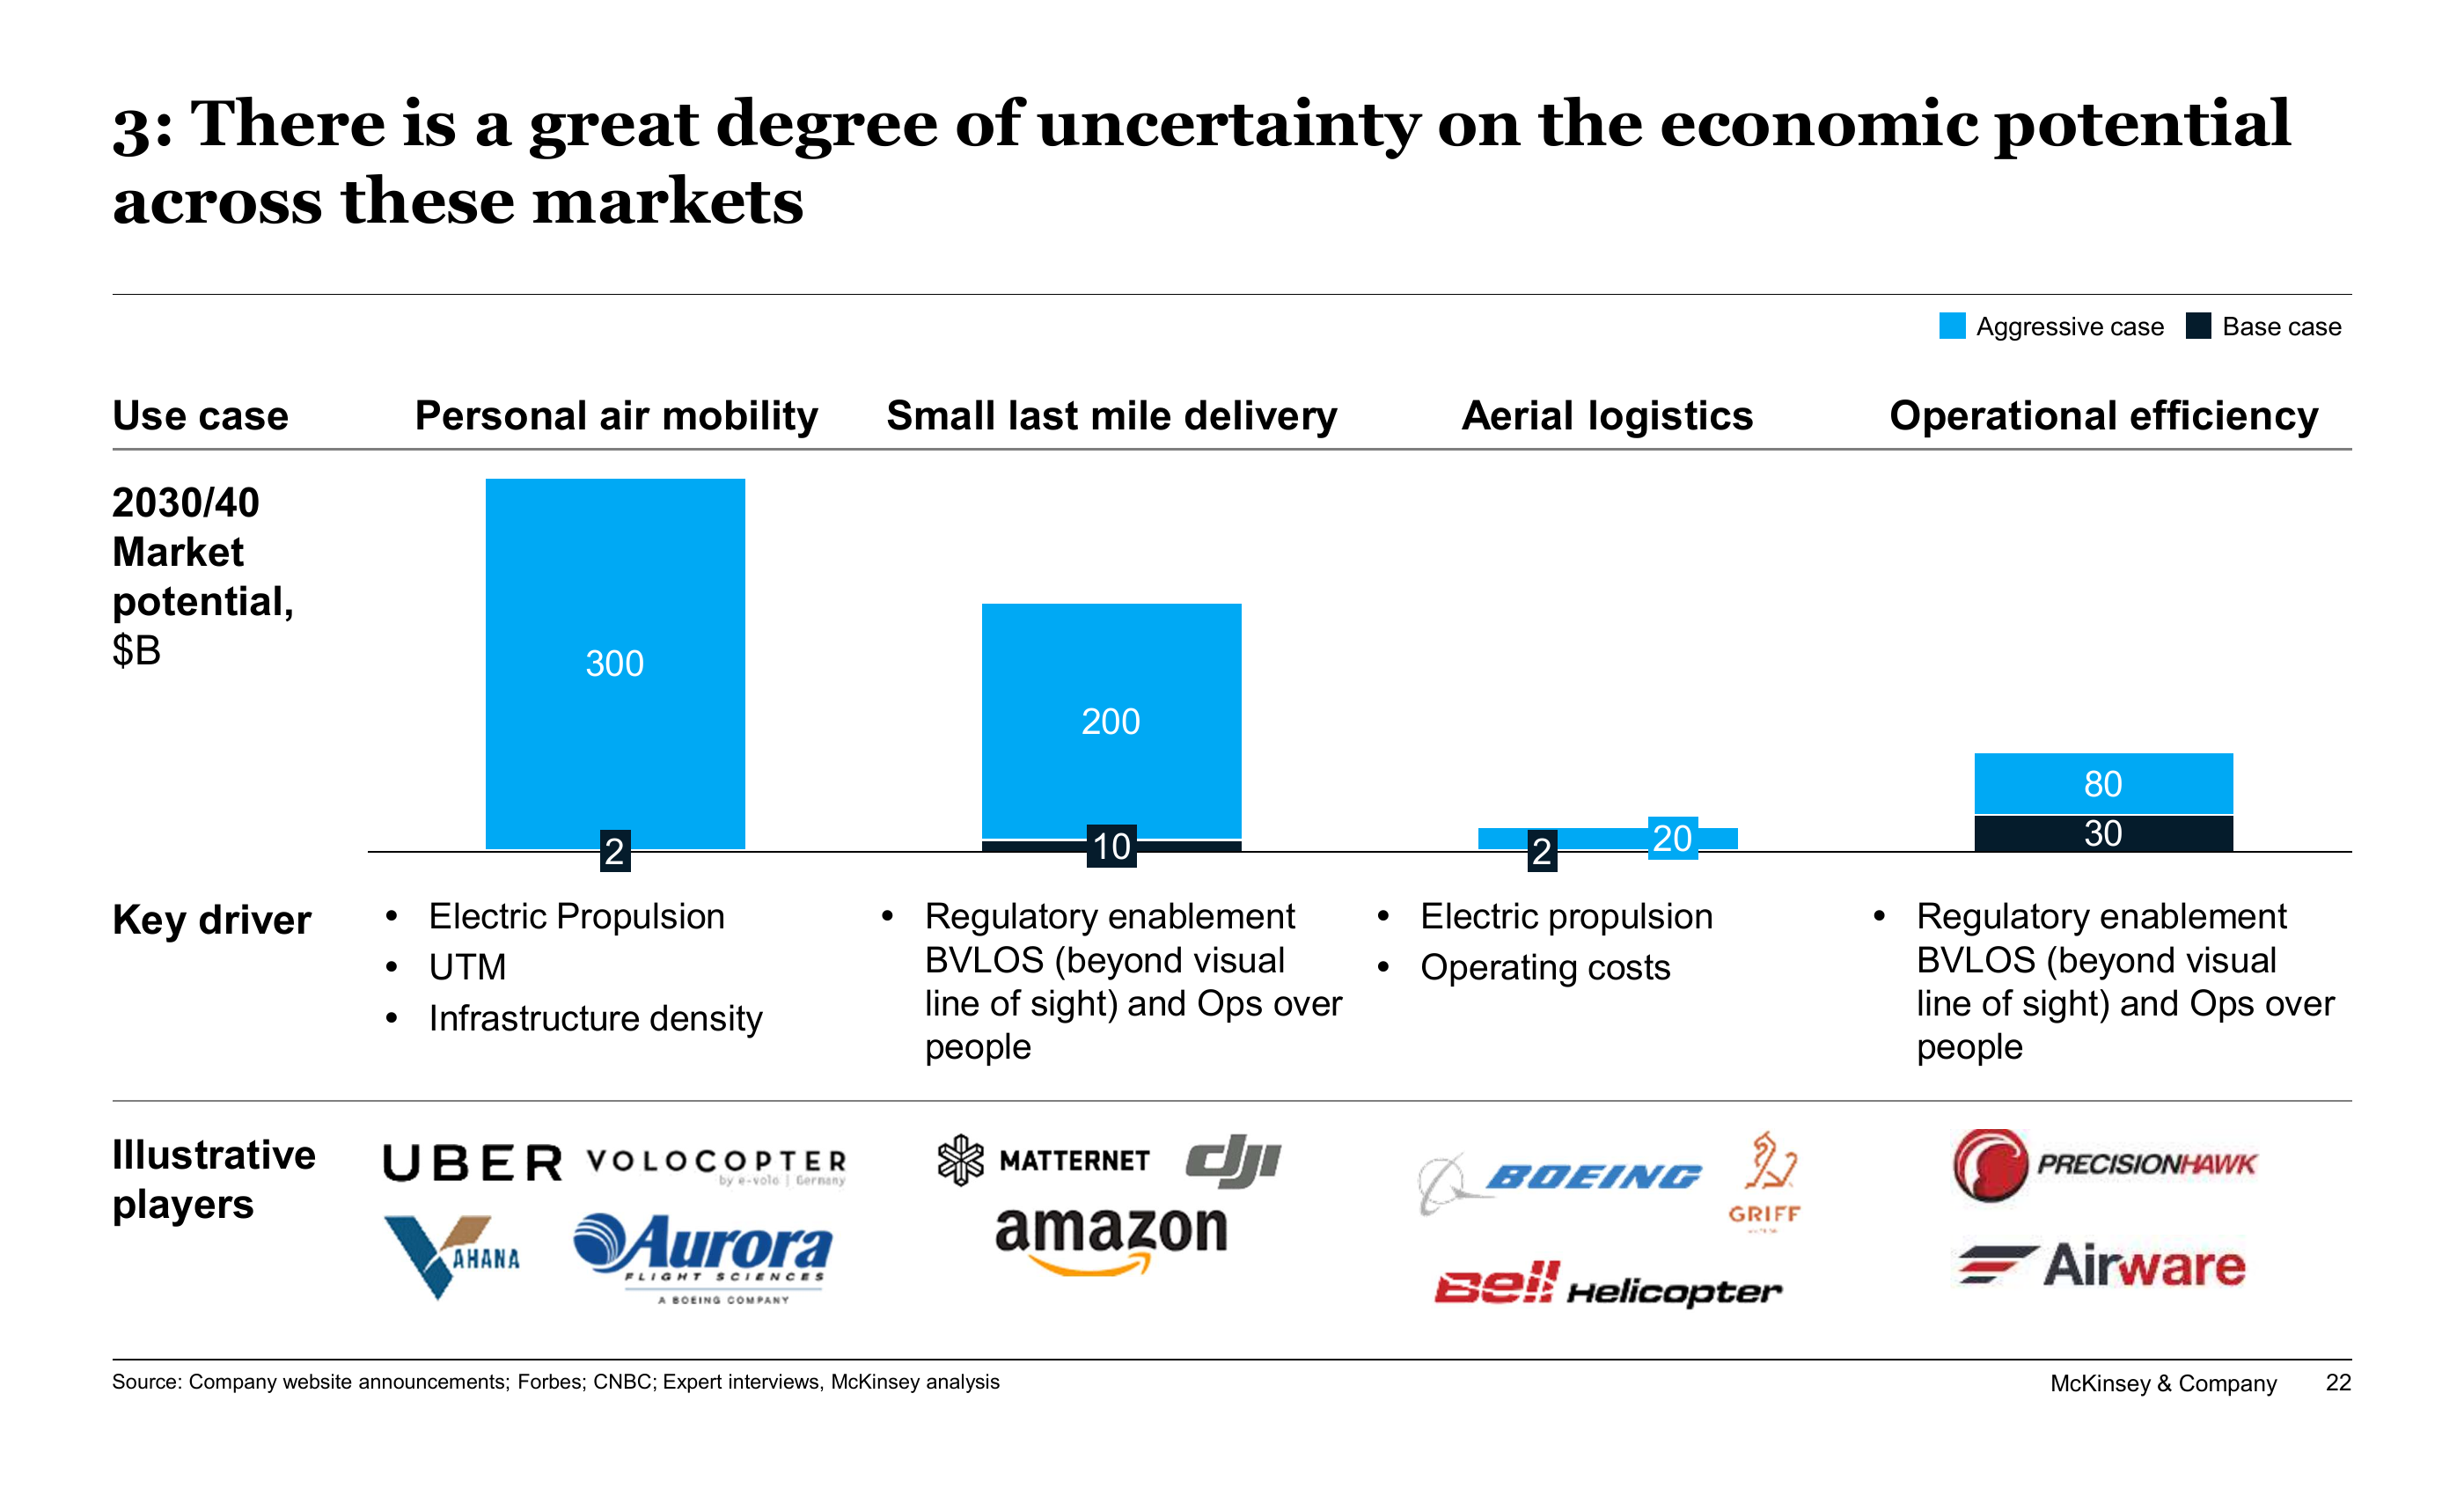 3: There is a great degree of uncertainty on the economic potential
across these markets
Aggressive case
Base case
Use case
Personal air mobility
Small last mile delivery
Aerial logistics
Operational efficiency
2030/40
Market
potential,
$B
300
2
200
10
2
20
80
30
Key driver
• Electric Propulsion
• UTM
• Infrastructure density
• Regulatory enablement
BVLOS (beyond visual
line of sight) and Ops over
people
• Electric propulsion
• Operating costs
• Regulatory enablement
BVLOS (beyond visual
line of sight) and Ops over
people
Illustrative
players
UBER
VOLOCOPTER
by e-volo | Germany
VAHANA
Aurora
FLIGHT SCIENCES
A BOEING COMPANY
MATTERNET
dji
amazon
BOEING
GRIFF
Bell Helicopter
PRECISIONHAWK
Airware
Source: Company website announcements; Forbes; CNBC; Expert interviews, McKinsey analysis
McKinsey & Company
22